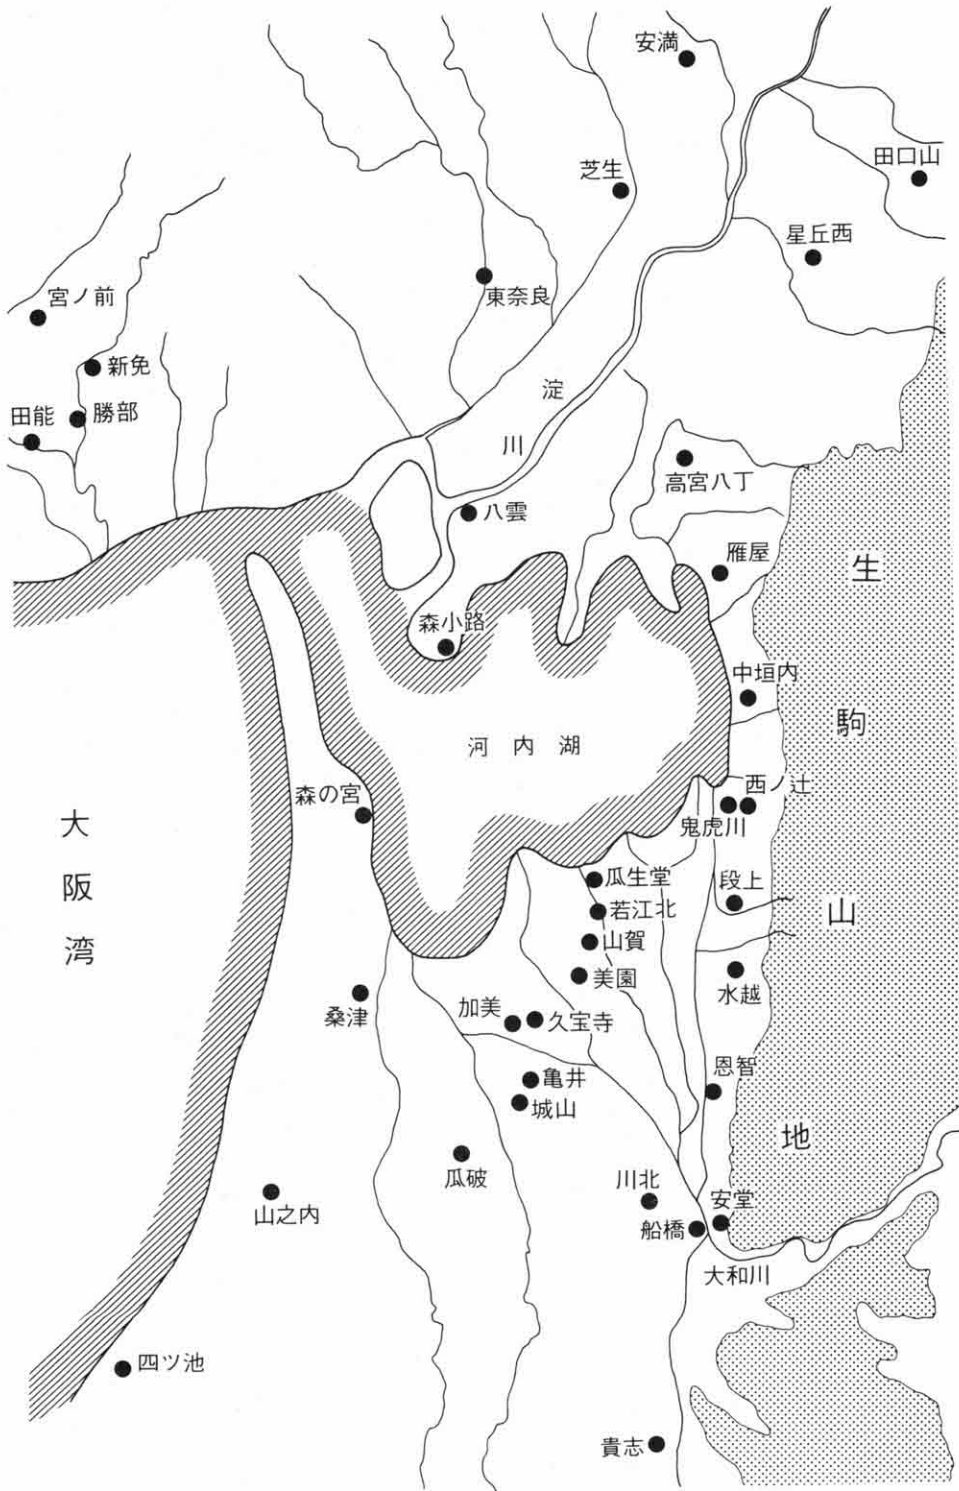 安満
田口山
芝生
星丘西
東奈良
宮ノ前
新免
勝部
田能
淀川
高宮八丁
八雲
雁屋
森小路
中垣内
河内湖
西ノ辻
鬼虎川
森の宮
大阪湾
生駒山地
瓜生堂
段上
若江北
山賀
美園
水越
桑津
加美
久宝寺
亀井
城山
恩智
瓜破
川北
安堂
船橋
山之内
大和川
四ツ池
貴志